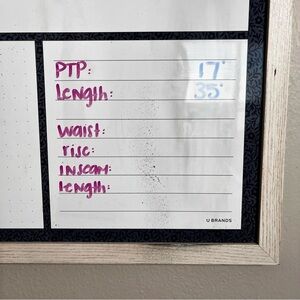 PTP: 17"
Length: 35"
Waist:
rise:
Inseam:
Length:
U BRANDS